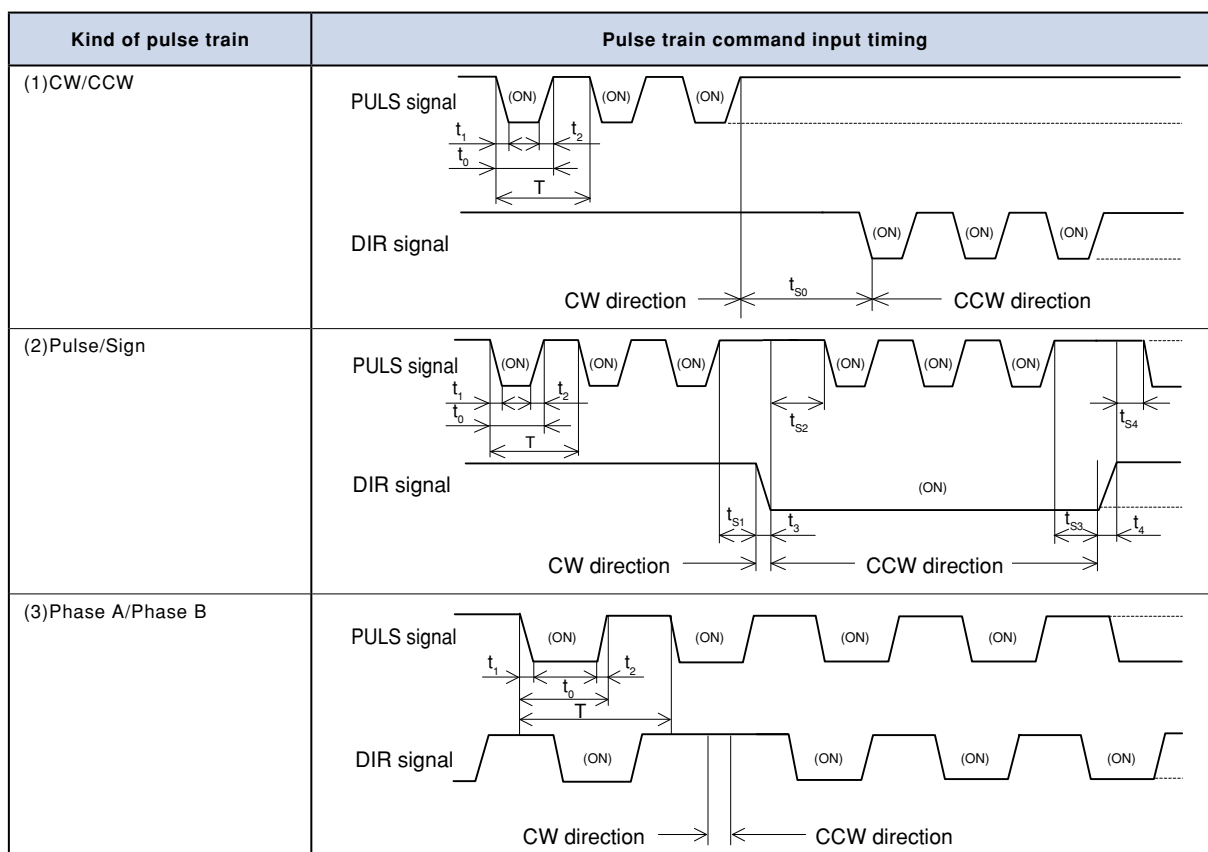 Kind of pulse train
Pulse train command input timing
(1)CW/CCW
PULS signal
(ON) (ON) (ON)
t1 t2
t0
T
DIR signal
(ON) (ON) (ON)
CW direction tS0 CCW direction
(2)Pulse/Sign
PULS signal
(ON) (ON) (ON) (ON) (ON) (ON)
t1 t2
t0
tS2 tS4
T
DIR signal
(ON)
tS1 t3 tS3 t4
CW direction CCW direction
(3)Phase A/Phase B
PULS signal
(ON) (ON) (ON) (ON)
t1 t2
t0
T
DIR signal
(ON) (ON) (ON) (ON)
CW direction CCW direction